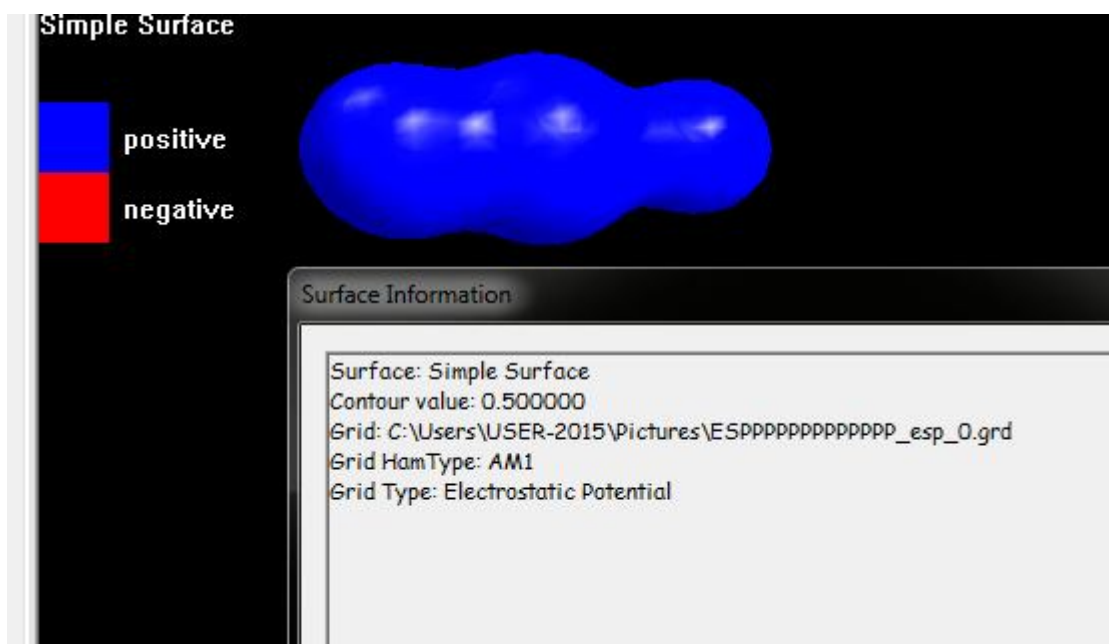 Simple Surface
positive
negative
Surface Information
Surface: Simple Surface
Contour value: 0.500000
Grid: C:\Users\USER-2015\Pictures\ESPPPPPPPPPPPPP_esp_0.grd
Grid HamType: AM1
Grid Type: Electrostatic Potential